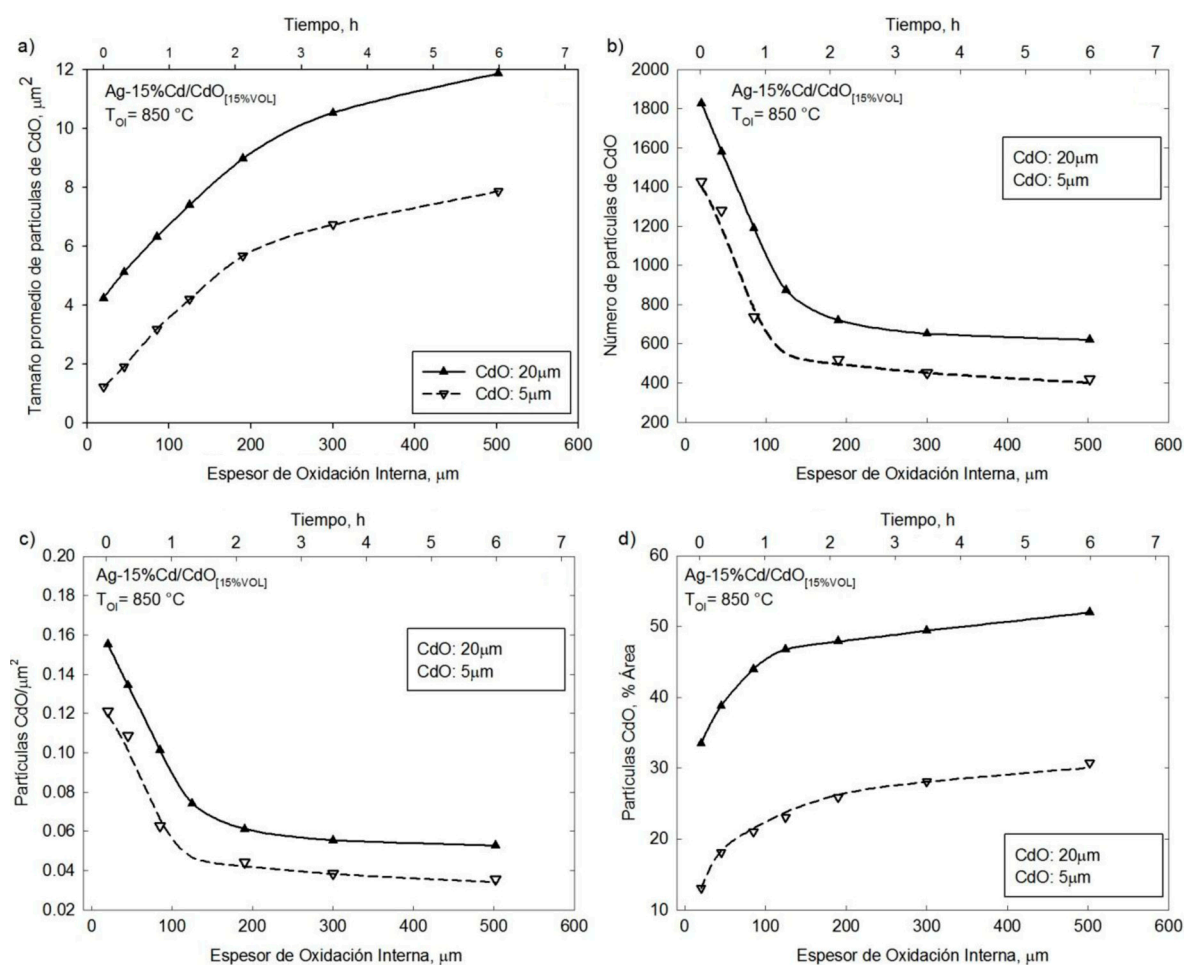 a)
Tiempo, h
0 1 2 3 4 5 6 7
Ag-15%Cd/CdO[15%VOL]
TOI= 850 °C
12
10
8
6
4
2
0
Tamaño promedio de partículas de CdO, μm²
CdO: 20μm
CdO: 5μm
0 100 200 300 400 500 600
Espesor de Oxidación Interna, μm
b)
Tiempo, h
0 1 2 3 4 5 6 7
Ag-15%Cd/CdO[15%VOL]
TOI= 850 °C
2000
1800
1600
1400
1200
1000
800
600
400
200
Número de partículas de CdO
CdO: 20μm
CdO: 5μm
0 100 200 300 400 500 600
Espesor de Oxidación Interna, μm
c)
Tiempo, h
0 1 2 3 4 5 6 7
Ag-15%Cd/CdO[15%VOL]
TOI= 850 °C
0.20
0.18
0.16
0.14
0.12
0.10
0.08
0.06
0.04
0.02
Partículas CdO/μm²
CdO: 20μm
CdO: 5μm
0 100 200 300 400 500 600
Espesor de Oxidación Interna, μm
d)
Tiempo, h
0 1 2 3 4 5 6 7
Ag-15%Cd/CdO[15%VOL]
TOI= 850 °C
60
50
40
30
20
10
Partículas CdO, % Área
CdO: 20μm
CdO: 5μm
0 100 200 300 400 500 600
Espesor de Oxidación Interna, μm